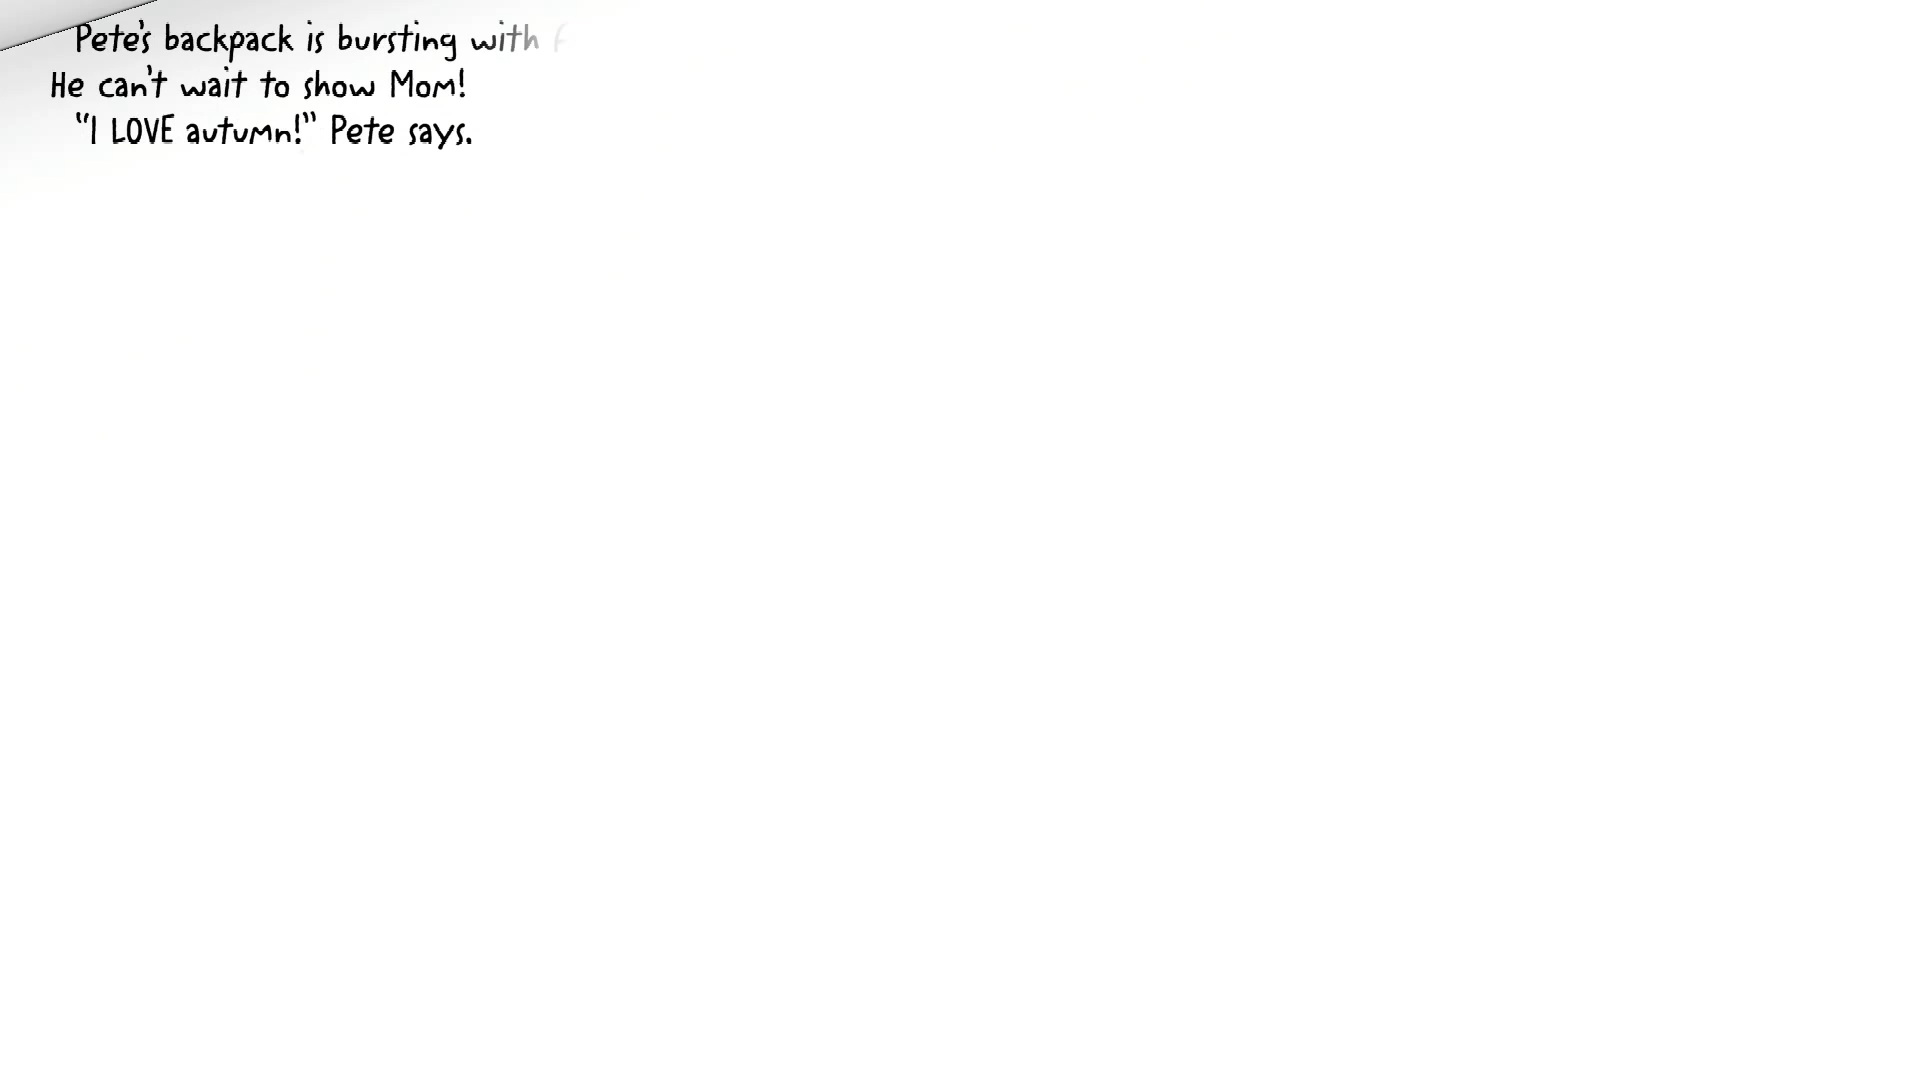 Pete's backpack is bursting with
He can't wait to show Mom!
"I LOVE autumn!" Pete says.